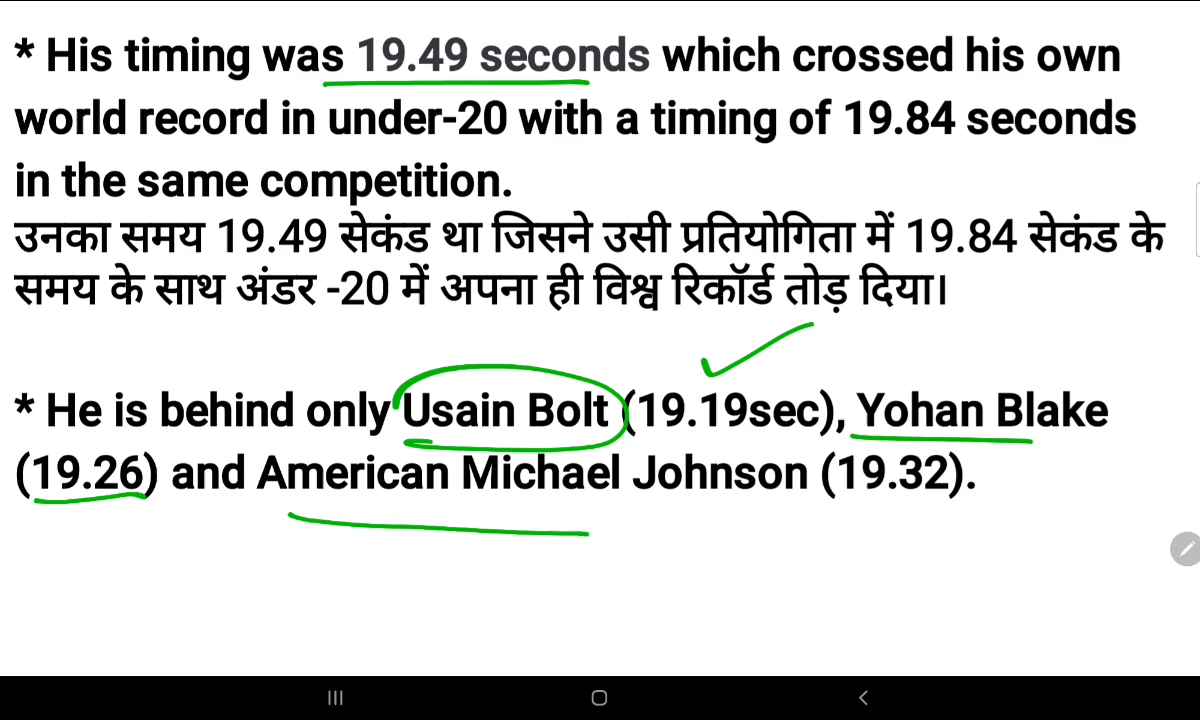 * His timing was 19.49 seconds which crossed his own
world record in under-20 with a timing of 19.84 seconds
in the same competition.
उनका समय 19.49 सेकंड था जिसने उसी प्रतियोगिता में 19.84 सेकंड के
समय के साथ अंडर -20 में अपना ही विश्व रिकॉर्ड तोड़ दिया।
* He is behind only Usain Bolt (19.19sec), Yohan Blake
(19.26) and American Michael Johnson (19.32).